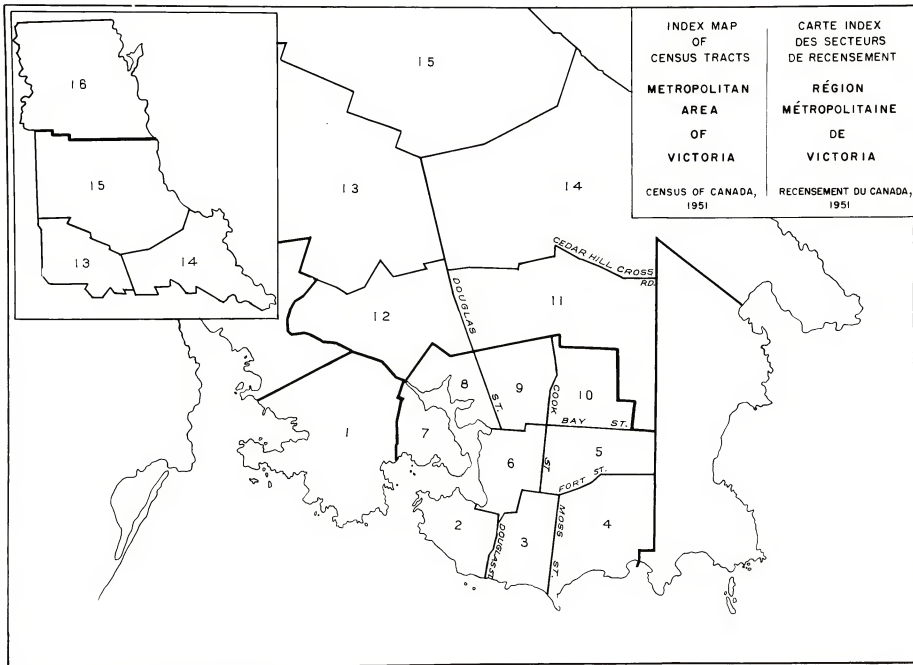 INDEX MAP
OF
CENSUS TRACTS
METROPOLITAN
AREA
OF
VICTORIA
CENSUS OF CANADA,
1951
CARTE INDEX
DES SECTEURS
DE RECENSEMENT
RÉGION
MÉTROPOLITAINE
DE
VICTORIA
RECENSEMENT DU CANADA,
1951
16
15
13
14
15
13
14
CEDAR HILL CROSS
RD.
12
DOUGLAS
ST.
11
8
9
COOK
ST.
10
BAY ST.
1
7
6
5
FORT ST.
2
DOUGLAS ST.
3
MOSS
ST.
4